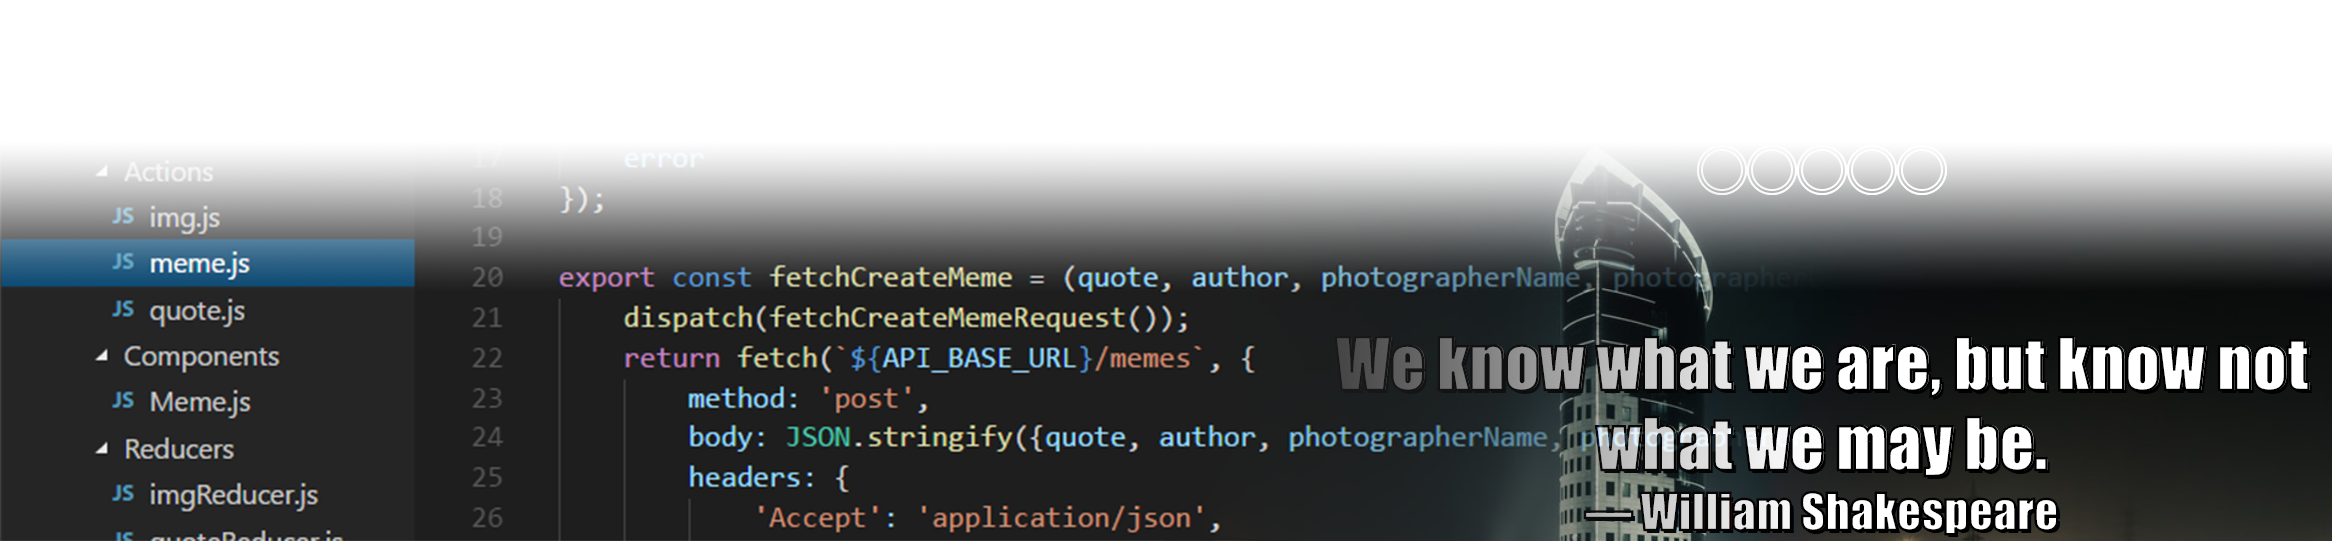 Actions
JS img.js
JS meme.js
JS quote.js
Components
JS Meme.js
Reducers
JS imgReducer.js
JS quoteReducer.js
17 error
18 });
19
20 export const fetchCreateMeme = (quote, author, photographerName, photographer
21 dispatch(fetchCreateMemeRequest());
22 return fetch(`${API_BASE_URL}/memes`, {
23 method: 'post',
24 body: JSON.stringify({quote, author, photographerName,
25 headers: {
26 'Accept': 'application/json',
We know what we are, but know not
what we may be.
— William Shakespeare